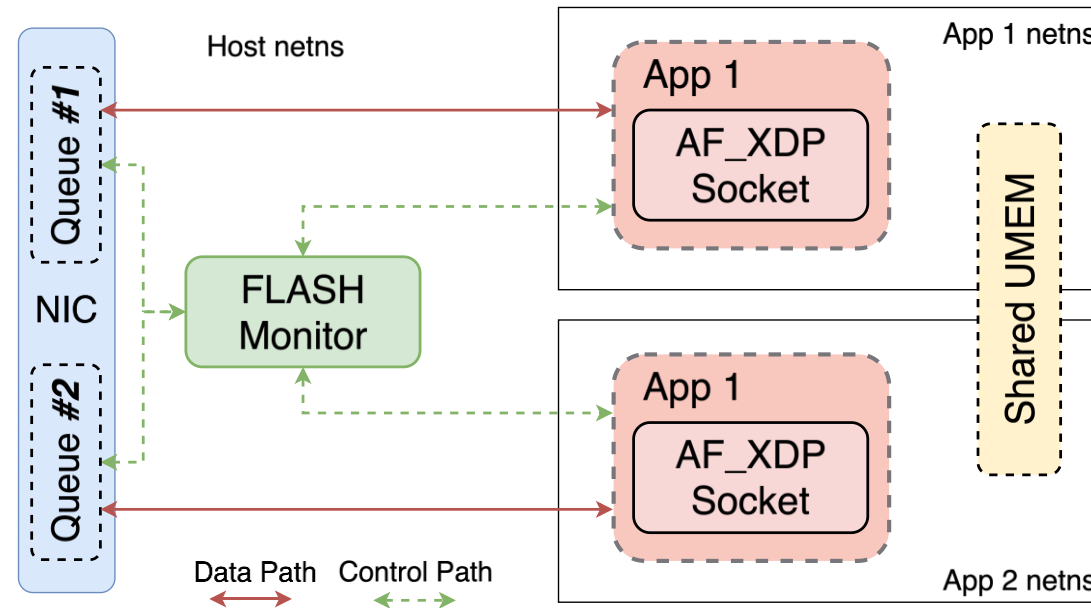 Host netns
App 1 netns
Queue #1
NIC
Queue #2
FLASH
Monitor
App 1
AF_XDP
Socket
App 1
AF_XDP
Socket
Shared UMEM
App 2 netns
Data Path
Control Path